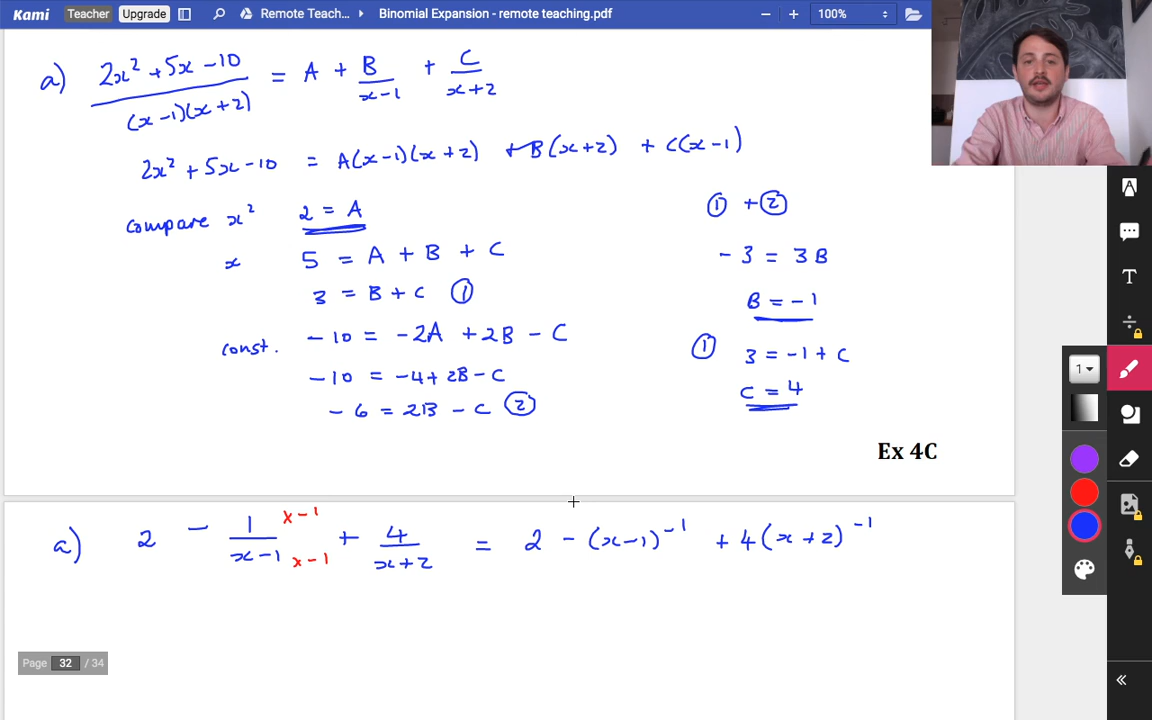 Kami Teacher Upgrade Remote Teach... Binomial Expansion - remote teaching.pdf 100%
a) 2x² + 5x - 10 / (x - 1)(x + 2) = A + B / x - 1 + C / x + 2
2x² + 5x - 10 = A(x - 1)(x + 2) + B(x + 2) + C(x - 1)
compare x² 2 = A
x 5 = A + B + C
3 = B + C ①
const. -10 = -2A + 2B - C
-10 = -4 + 2B - C
-6 = 2B - C ②
① + ②
-3 = 3B
B = -1
① 3 = -1 + C
C = 4
Ex 4C
a) 2 - 1 / x - 1 x - 1 / x - 1 + 4 / x + 2 = 2 - (x - 1)⁻¹ + 4(x + 2)⁻¹
Page 32 / 34
A
T
1